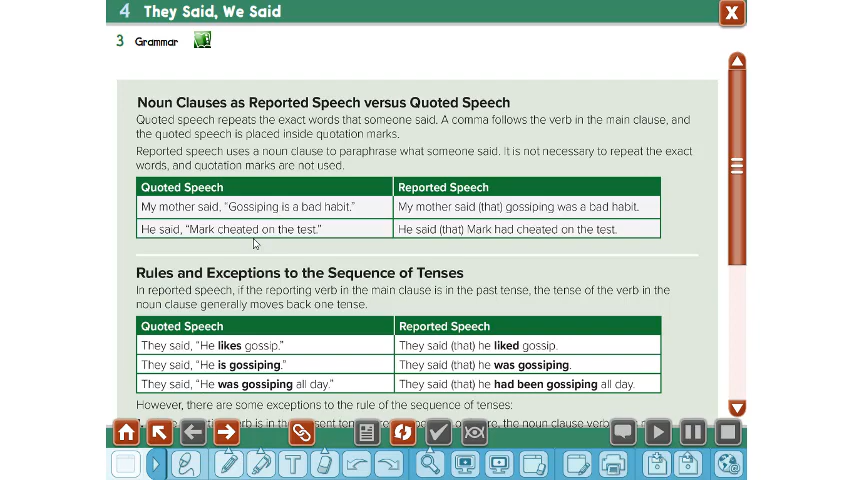 4 They Said, We Said
X
3 Grammar
Noun Clauses as Reported Speech versus Quoted Speech
Quoted speech repeats the exact words that someone said. A comma follows the verb in the main clause, and
the quoted speech is placed inside quotation marks.
Reported speech uses a noun clause to paraphrase what someone said. It is not necessary to repeat the exact
words, and quotation marks are not used.
Quoted Speech Reported Speech
My mother said, “Gossiping is a bad habit.” My mother said (that) gossiping was a bad habit.
He said, “Mark cheated on the test.” He said (that) Mark had cheated on the test.
Rules and Exceptions to the Sequence of Tenses
In reported speech, if the reporting verb in the main clause is in the past tense, the tense of the verb in the
noun clause generally moves back one tense.
Quoted Speech Reported Speech
They said, “He likes gossip.” They said (that) he liked gossip.
They said, “He is gossiping.” They said (that) he was gossiping.
They said, “He was gossiping all day.” They said (that) he had been gossiping all day.
However, there are some exceptions to the rule of the sequence of tenses:
verb is in the the noun clause verb
T